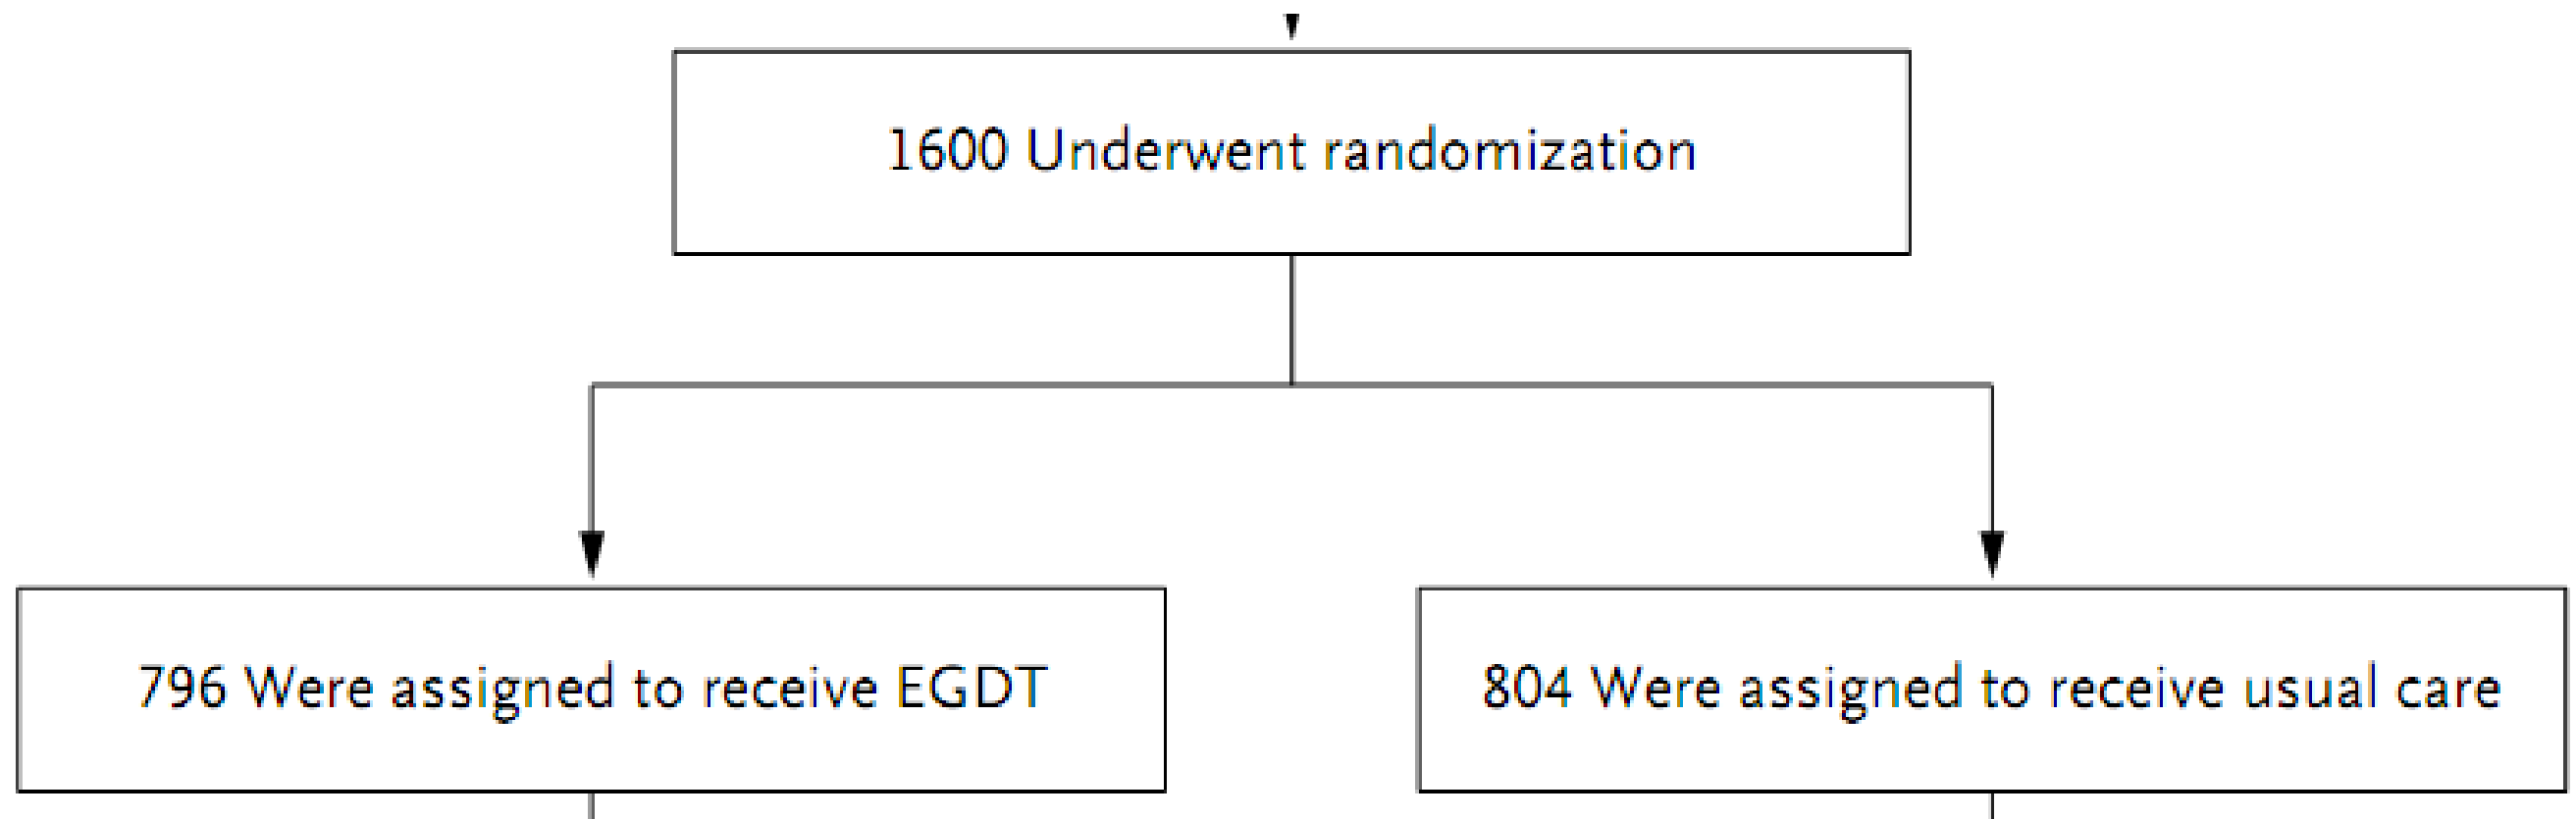 1600 Underwent randomization
796 Were assigned to receive EGDT
804 Were assigned to receive usual care